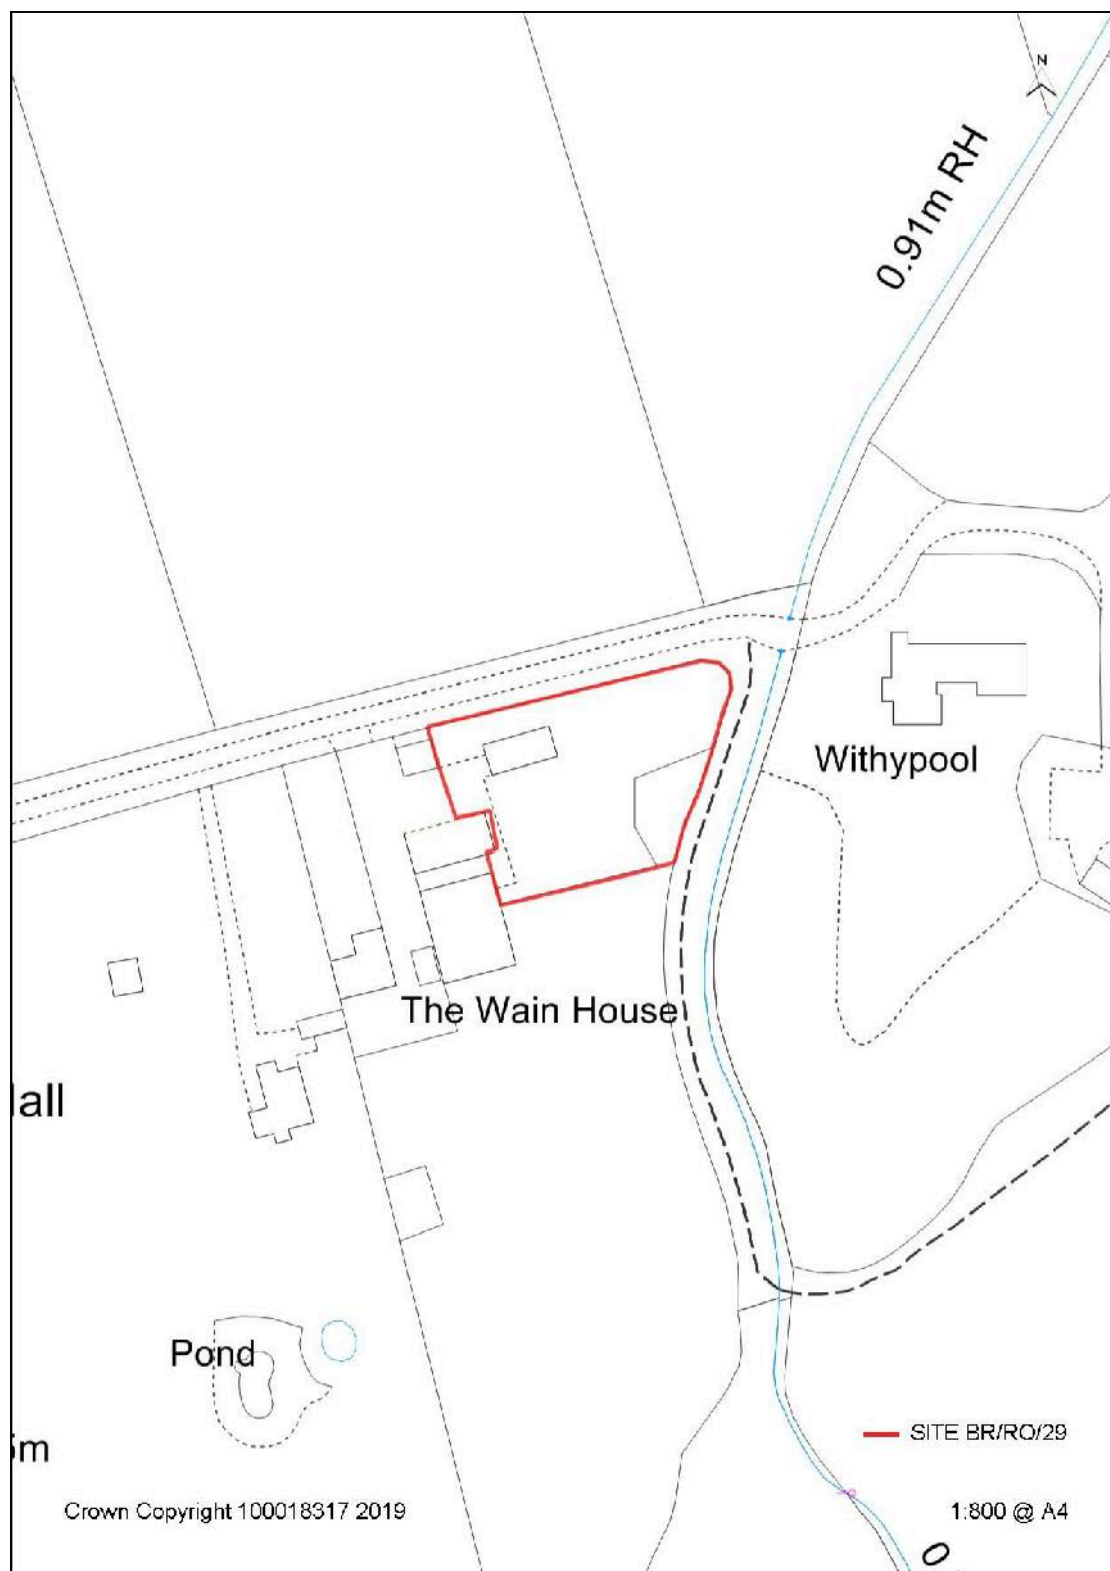 N
0.91m RH
Withypool
The Wain House
Pond
SITE BR/RO/29
Crown Copyright 100018317 2019
1:800 @ A4